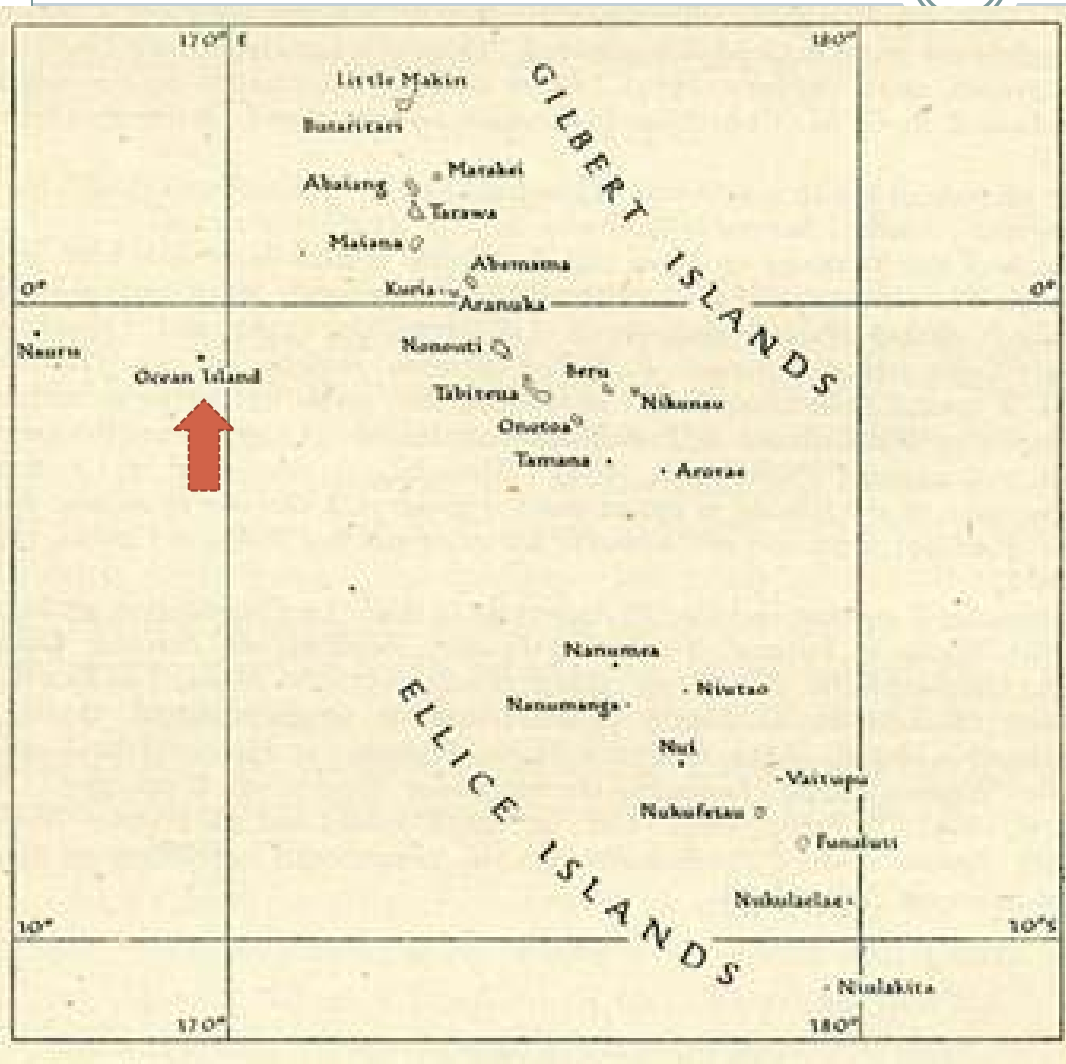 170° E
180°
Little Makin
Butaritari
GILBERT ISLANDS
Marakei
Abaiang
Tarawa
Maiana
Abemama
Kuria
Aranuka
0°
0°
Nauru
Ocean Island
Nonouti
Beru
Tabiteua
Nikunau
Onotoa
Tamana
Arorae
Nanumea
Niutao
Nanumanga
ELLICE ISLANDS
Nui
Vaitupu
Nukufetau
Funafuti
Nukulaelae
10°
10°S
Niulakita
170°
180°